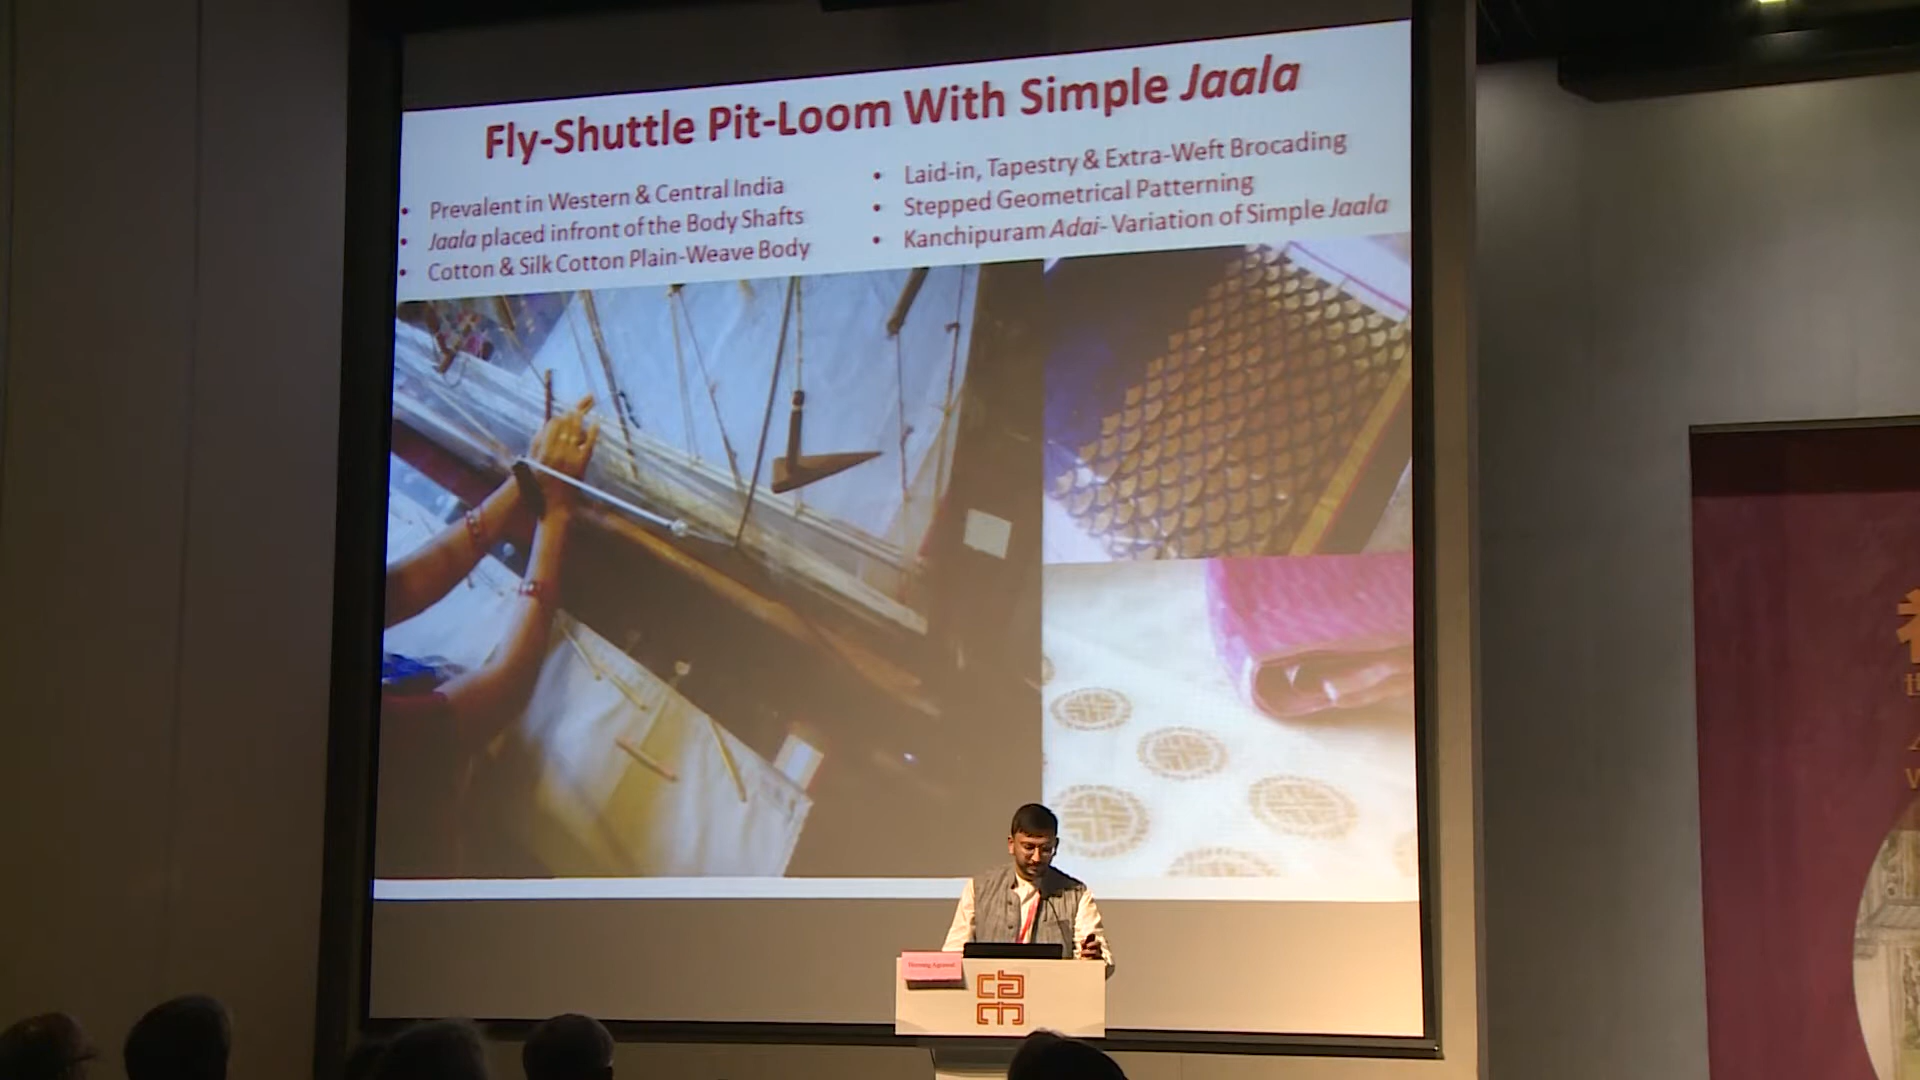 Fly-Shuttle Pit-Loom With Simple Jaala
• Prevalent in Western & Central India
• Jaala placed infront of the Body Shafts
• Cotton & Silk Cotton Plain-Weave Body
• Laid-in, Tapestry & Extra-Weft Brocading
• Stepped Geometrical Patterning
• Kanchipuram Adai- Variation of Simple Jaala